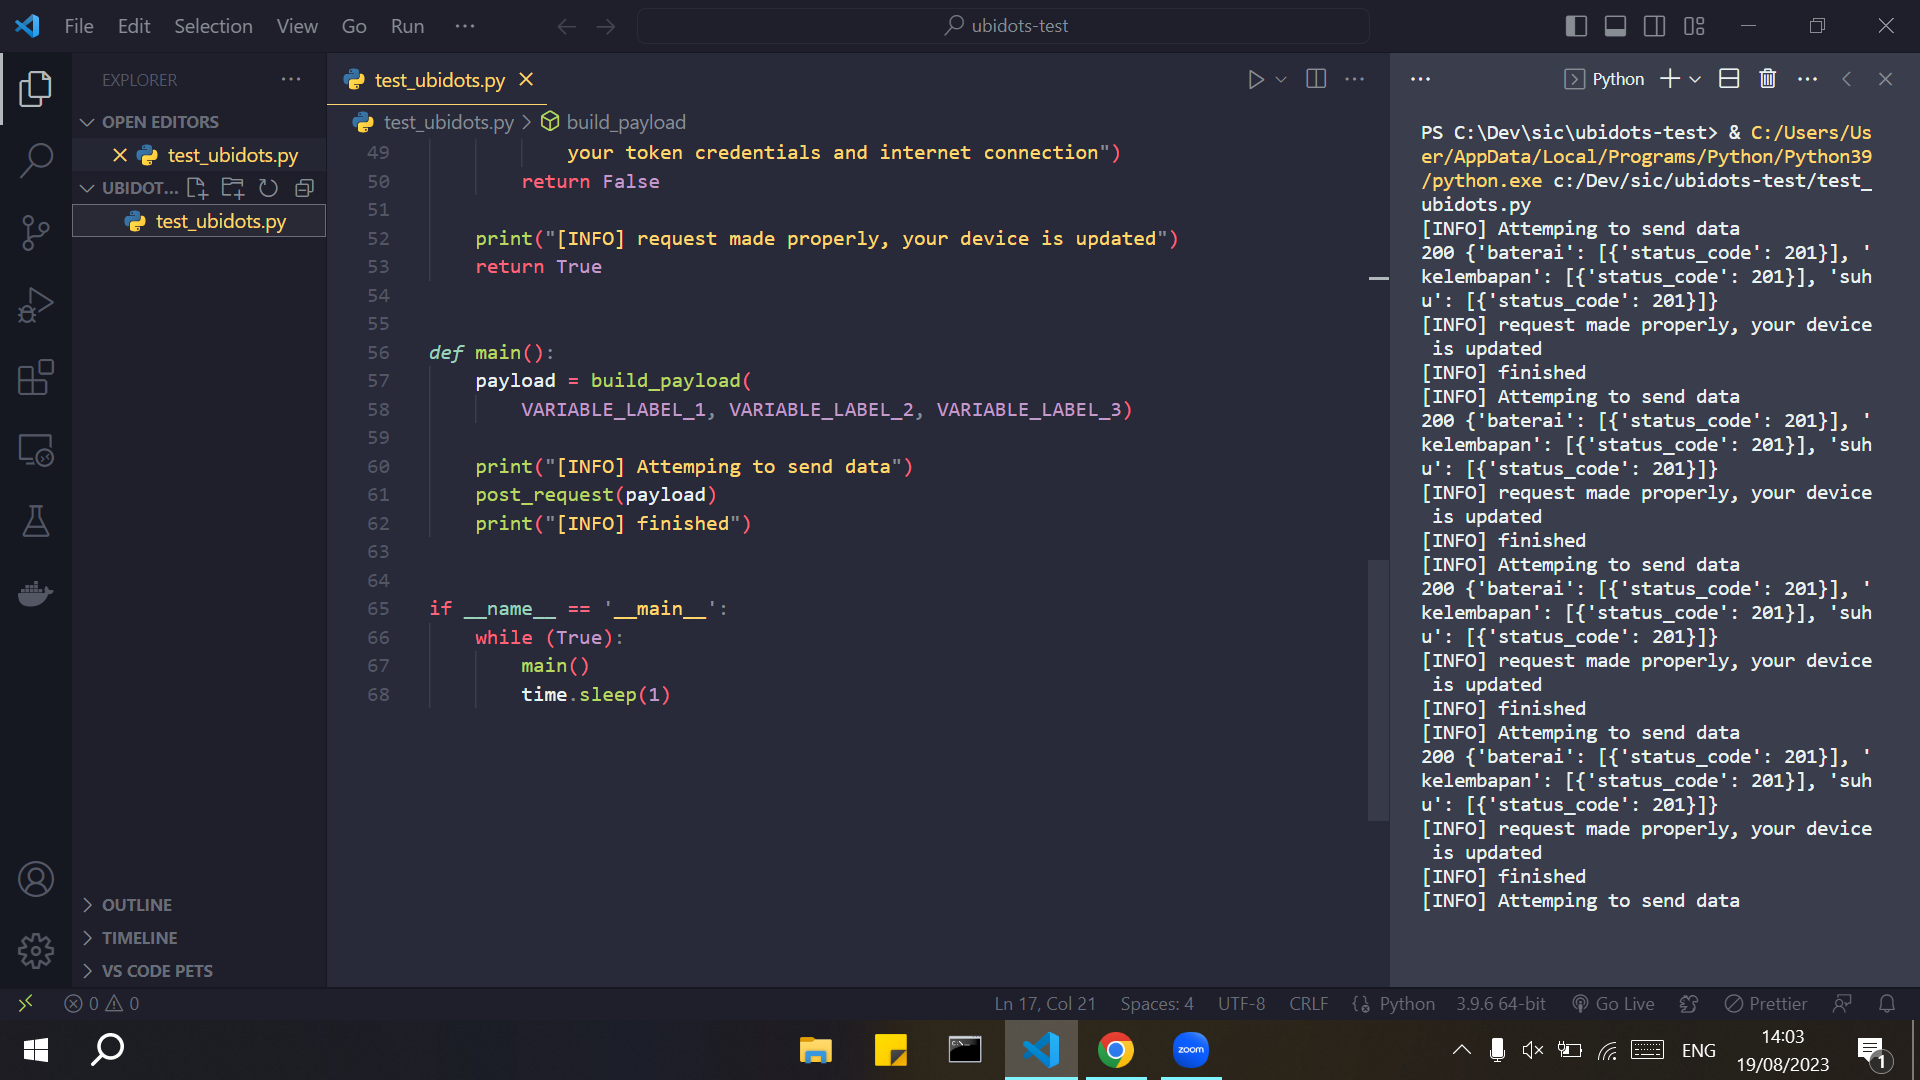 File Edit Selection View Go Run ···
ubidots-test
EXPLORER
OPEN EDITORS
test_ubidots.py
UBIDOT...
test_ubidots.py
OUTLINE
TIMELINE
VS CODE PETS
test_ubidots.py
test_ubidots.py > build_payload
49 your token credentials and internet connection")
50 return False
51
52 print("[INFO] request made properly, your device is updated")
53 return True
54
55
56 def main():
57 payload = build_payload(
58 VARIABLE_LABEL_1, VARIABLE_LABEL_2, VARIABLE_LABEL_3)
59
60 print("[INFO] Attemping to send data")
61 post_request(payload)
62 print("[INFO] finished")
63
64
65 if __name__ == '__main__':
66 while (True):
67 main()
68 time.sleep(1)
Python
PS C:\Dev\sic\ubidots-test> & C:/Users/Us
er/AppData/Local/Programs/Python/Python39
/python.exe c:/Dev/sic/ubidots-test/test_
ubidots.py
[INFO] Attemping to send data
200 {'baterai': [{'status_code': 201}], '
kelembapan': [{'status_code': 201}], 'suh
u': [{'status_code': 201}]}
[INFO] request made properly, your device
is updated
[INFO] finished
[INFO] Attemping to send data
200 {'baterai': [{'status_code': 201}], '
kelembapan': [{'status_code': 201}], 'suh
u': [{'status_code': 201}]}
[INFO] request made properly, your device
is updated
[INFO] finished
[INFO] Attemping to send data
200 {'baterai': [{'status_code': 201}], '
kelembapan': [{'status_code': 201}], 'suh
u': [{'status_code': 201}]}
[INFO] request made properly, your device
is updated
[INFO] finished
[INFO] Attemping to send data
200 {'baterai': [{'status_code': 201}], '
kelembapan': [{'status_code': 201}], 'suh
u': [{'status_code': 201}]}
[INFO] request made properly, your device
is updated
[INFO] finished
[INFO] Attemping to send data
0 0
Ln 17, Col 21 Spaces: 4 UTF-8 CRLF Python 3.9.6 64-bit Go Live Prettier
zoom
ENG
14:03
19/08/2023
1